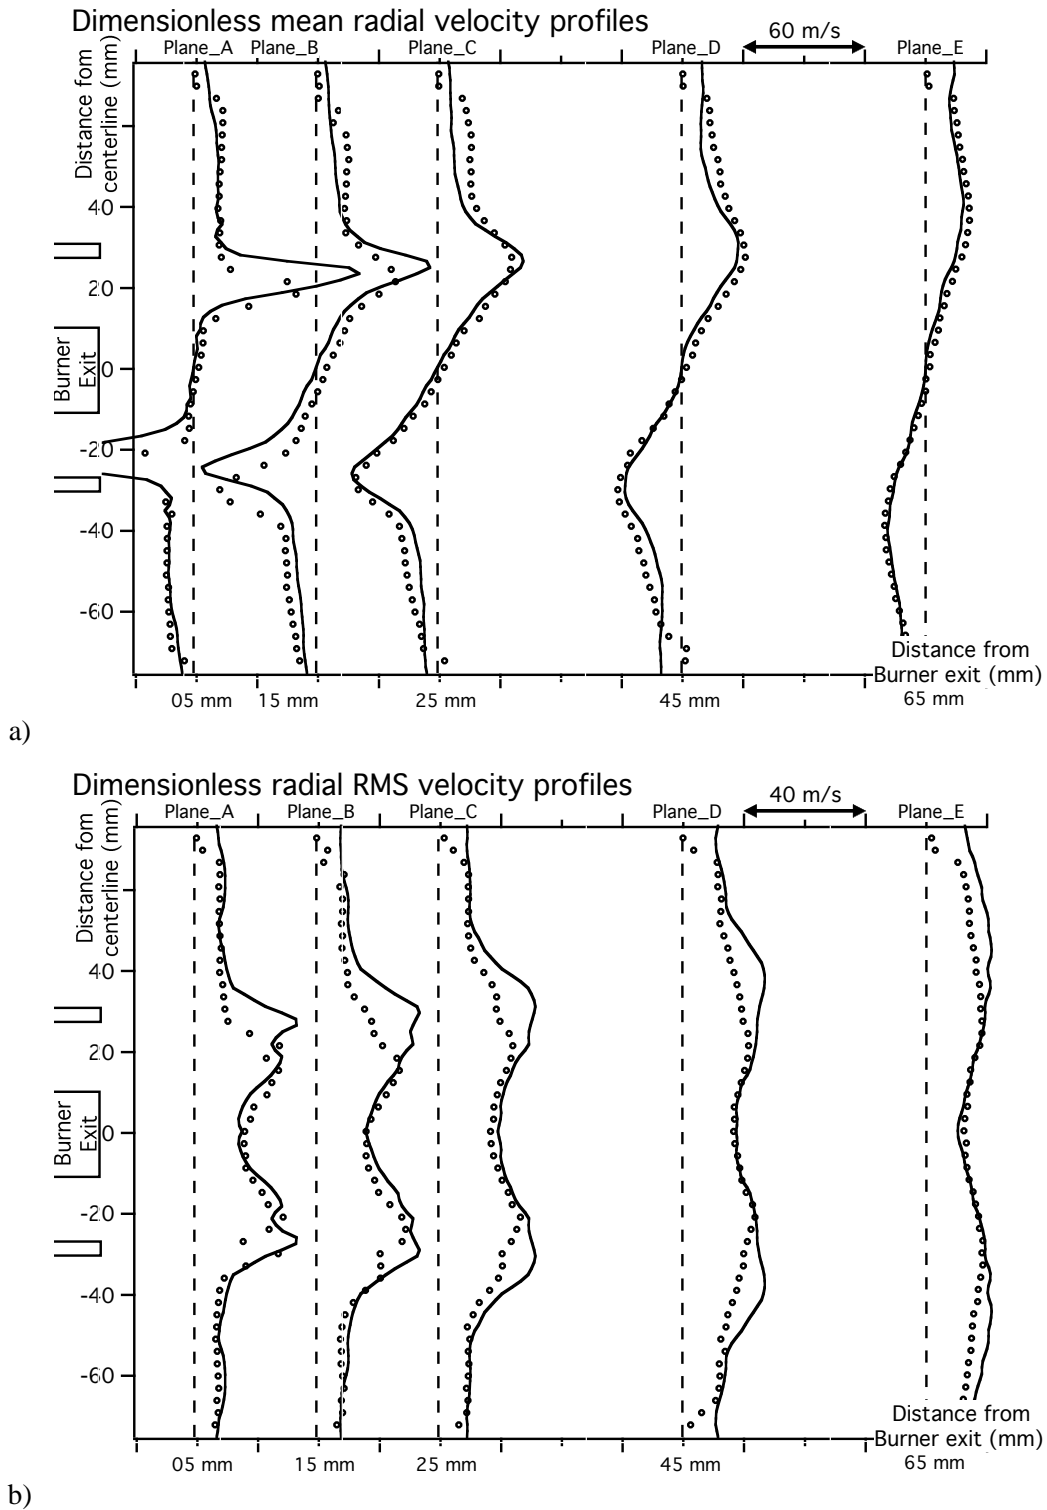 Dimensionless mean radial velocity profiles
60 m/s
Plane_A Plane_B Plane_C Plane_D Plane_E
Distance fom
centerline (mm)
40
20
0
-20
-40
-60
Burner
Exit
Distance from
Burner exit (mm)
05 mm 15 mm 25 mm 45 mm 65 mm
a)
Dimensionless radial RMS velocity profiles
40 m/s
Plane_A Plane_B Plane_C Plane_D Plane_E
Distance fom
centerline (mm)
40
20
0
-20
-40
-60
Burner
Exit
Distance from
Burner exit (mm)
05 mm 15 mm 25 mm 45 mm 65 mm
b)